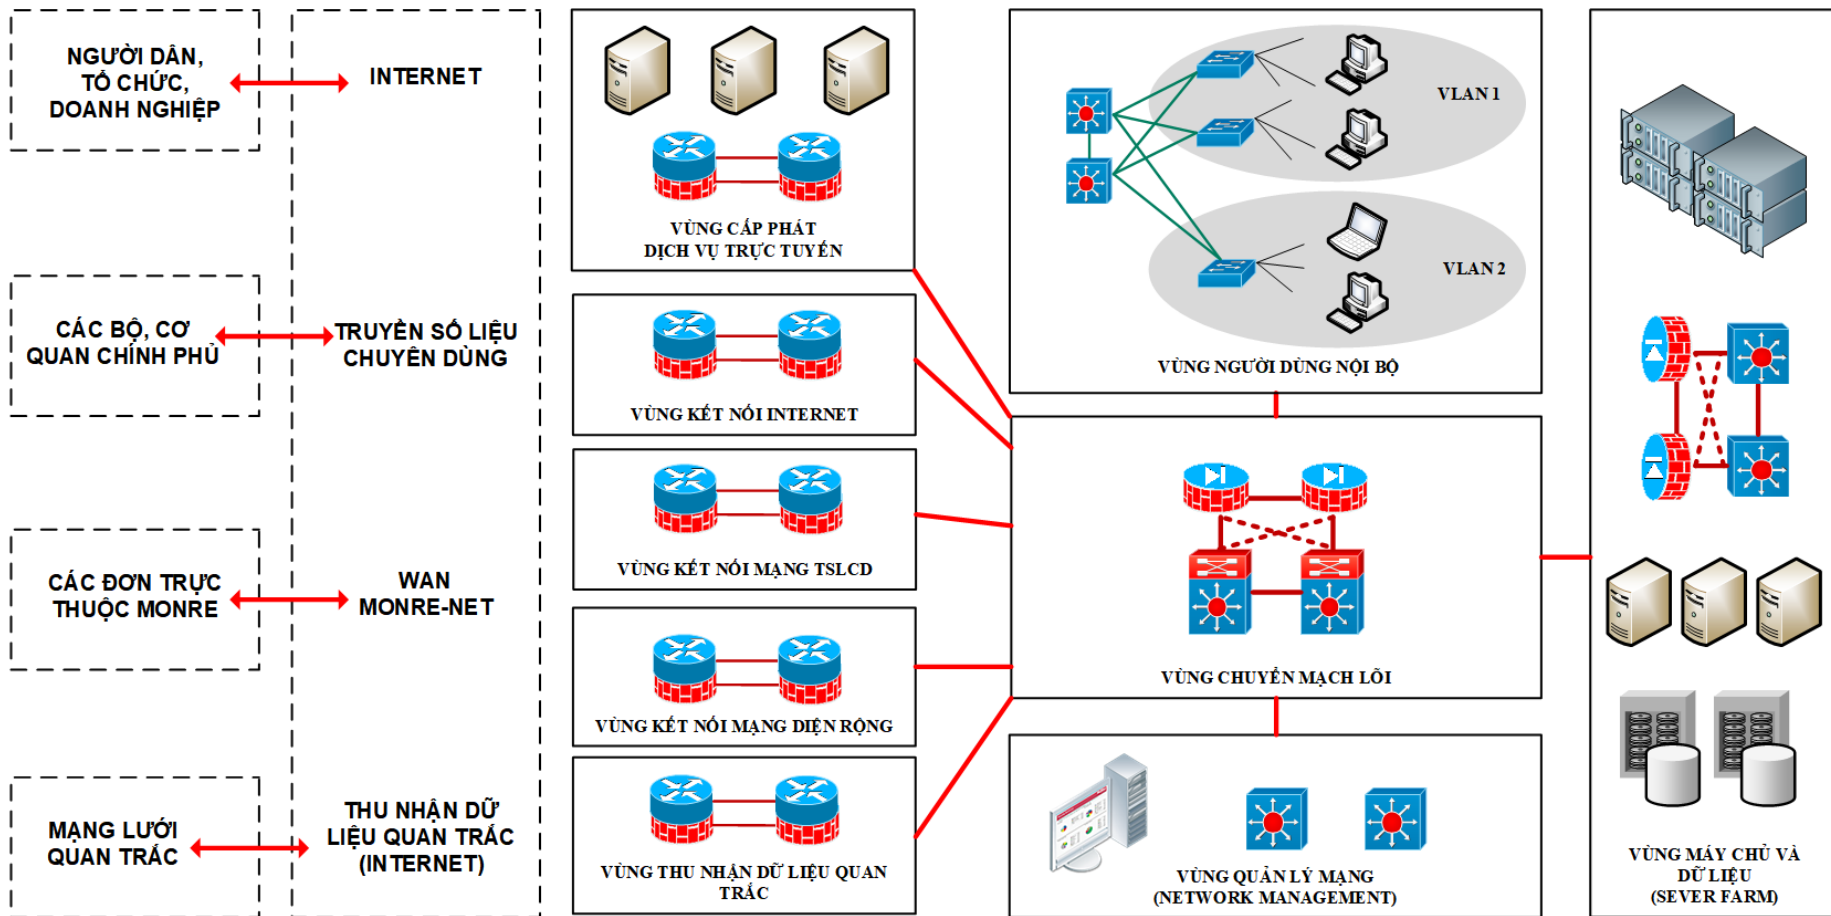 NGƯỜI DÂN,
TỔ CHỨC,
DOANH NGHIỆP
INTERNET
CÁC BỘ, CƠ
QUAN CHÍNH PHỦ
TRUYỀN SỐ LIỆU
CHUYÊN DÙNG
CÁC ĐƠN TRỰC
THUỘC MONRE
WAN
MONRE-NET
MẠNG LƯỚI
QUAN TRẮC
THU NHẬN DỮ
LIỆU QUAN TRẮC
(INTERNET)
VÙNG CẤP PHÁT
DỊCH VỤ TRỰC TUYẾN
VÙNG KẾT NỐI INTERNET
VÙNG KẾT NỐI MẠNG TSLCD
VÙNG KẾT NỐI MẠNG DIỆN RỘNG
VÙNG THU NHẬN DỮ LIỆU QUAN
TRẮC
VLAN 1
VLAN 2
VÙNG NGƯỜI DÙNG NỘI BỘ
VÙNG CHUYỂN MẠCH LÕI
VÙNG QUẢN LÝ MẠNG
(NETWORK MANAGEMENT)
VÙNG MÁY CHỦ VÀ
DỮ LIỆU
(SEVER FARM)